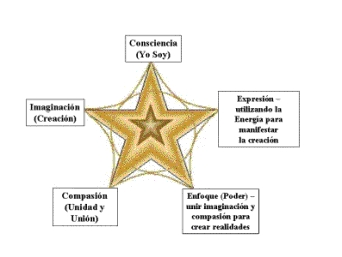 Consciencia
(Yo Soy)
Imaginación
(Creación)
Expresión –
utilizando la
Energía para
manifestar
la creación
Compasión
(Unidad y
Unión)
Enfoque (Poder) –
unir imaginación y
compasión para
crear realidades